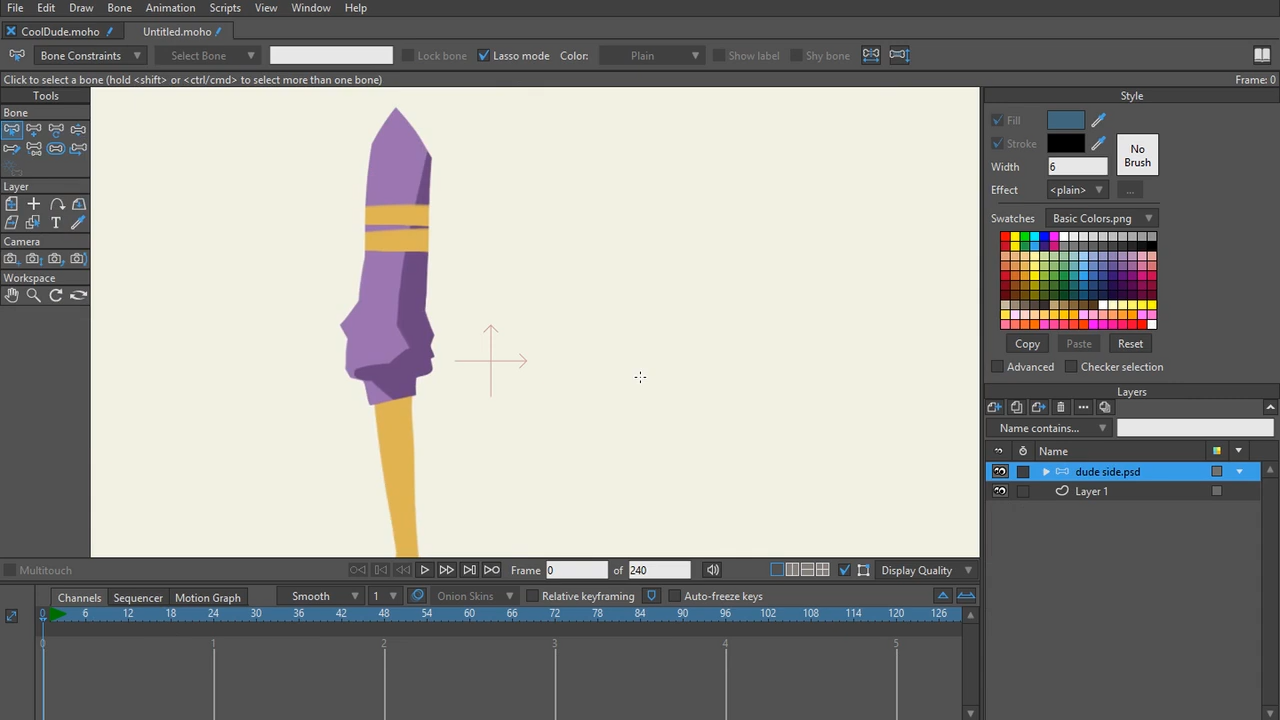 File Edit Draw Bone Animation Scripts View Window Help
CoolDude.moho Untitled.moho
Bone Constraints Select Bone Lock bone Lasso mode Color: Plain Show label Shy bone
Click to select a bone (hold <shift> or <ctrl/cmd> to select more than one bone) Frame: 0
Tools
Bone
Layer
T
Camera
Workspace
Style
Fill
Stroke
No
Brush
Width 6
Effect <plain> ...
Swatches Basic Colors.png
Copy Paste Reset
Advanced Checker selection
Layers
Name contains...
Name
dude side.psd
Layer 1
Multitouch Frame 0 of 240 Display Quality
Channels Sequencer Motion Graph Smooth 1 Onion Skins Relative keyframing Auto-freeze keys
0 6 12 18 24 30 36 42 48 54 60 66 72 78 84 90 96 102 108 114 120 126
0 1 2 3 4 5